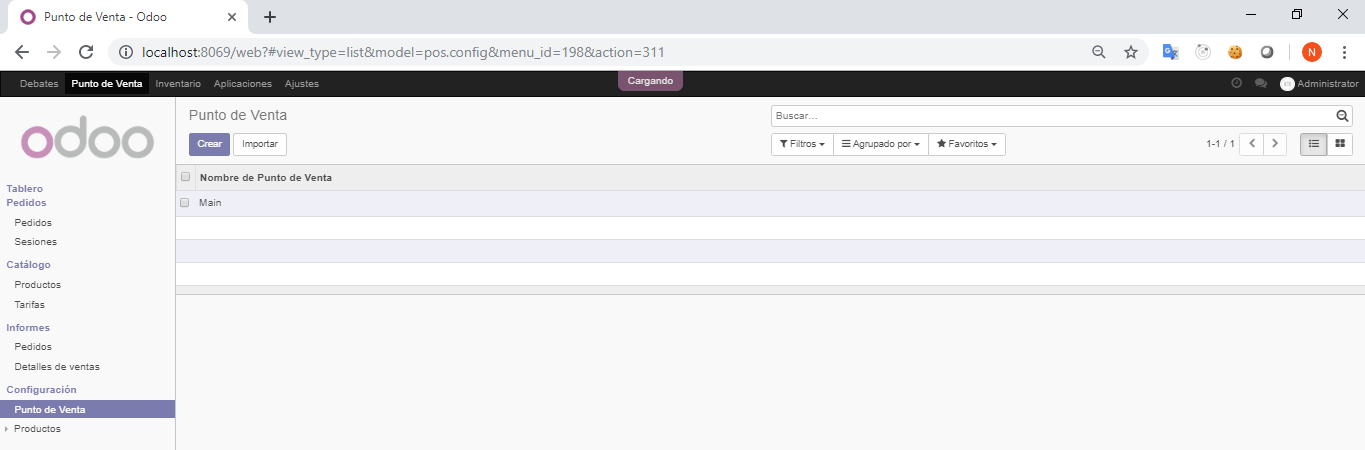 Punto de Venta - Odoo
localhost:8069/web?#view_type=list&model=pos.config&menu_id=198&action=311
N
Debates Punto de Venta Inventario Aplicaciones Ajustes Cargando Administrator
odoo
Punto de Venta
Buscar...
Crear Importar
Filtros Agrupado por Favoritos 1-1 / 1
Nombre de Punto de Venta
Main
Tablero
Pedidos
Pedidos
Sesiones
Catálogo
Productos
Tarifas
Informes
Pedidos
Detalles de ventas
Configuración
Punto de Venta
Productos